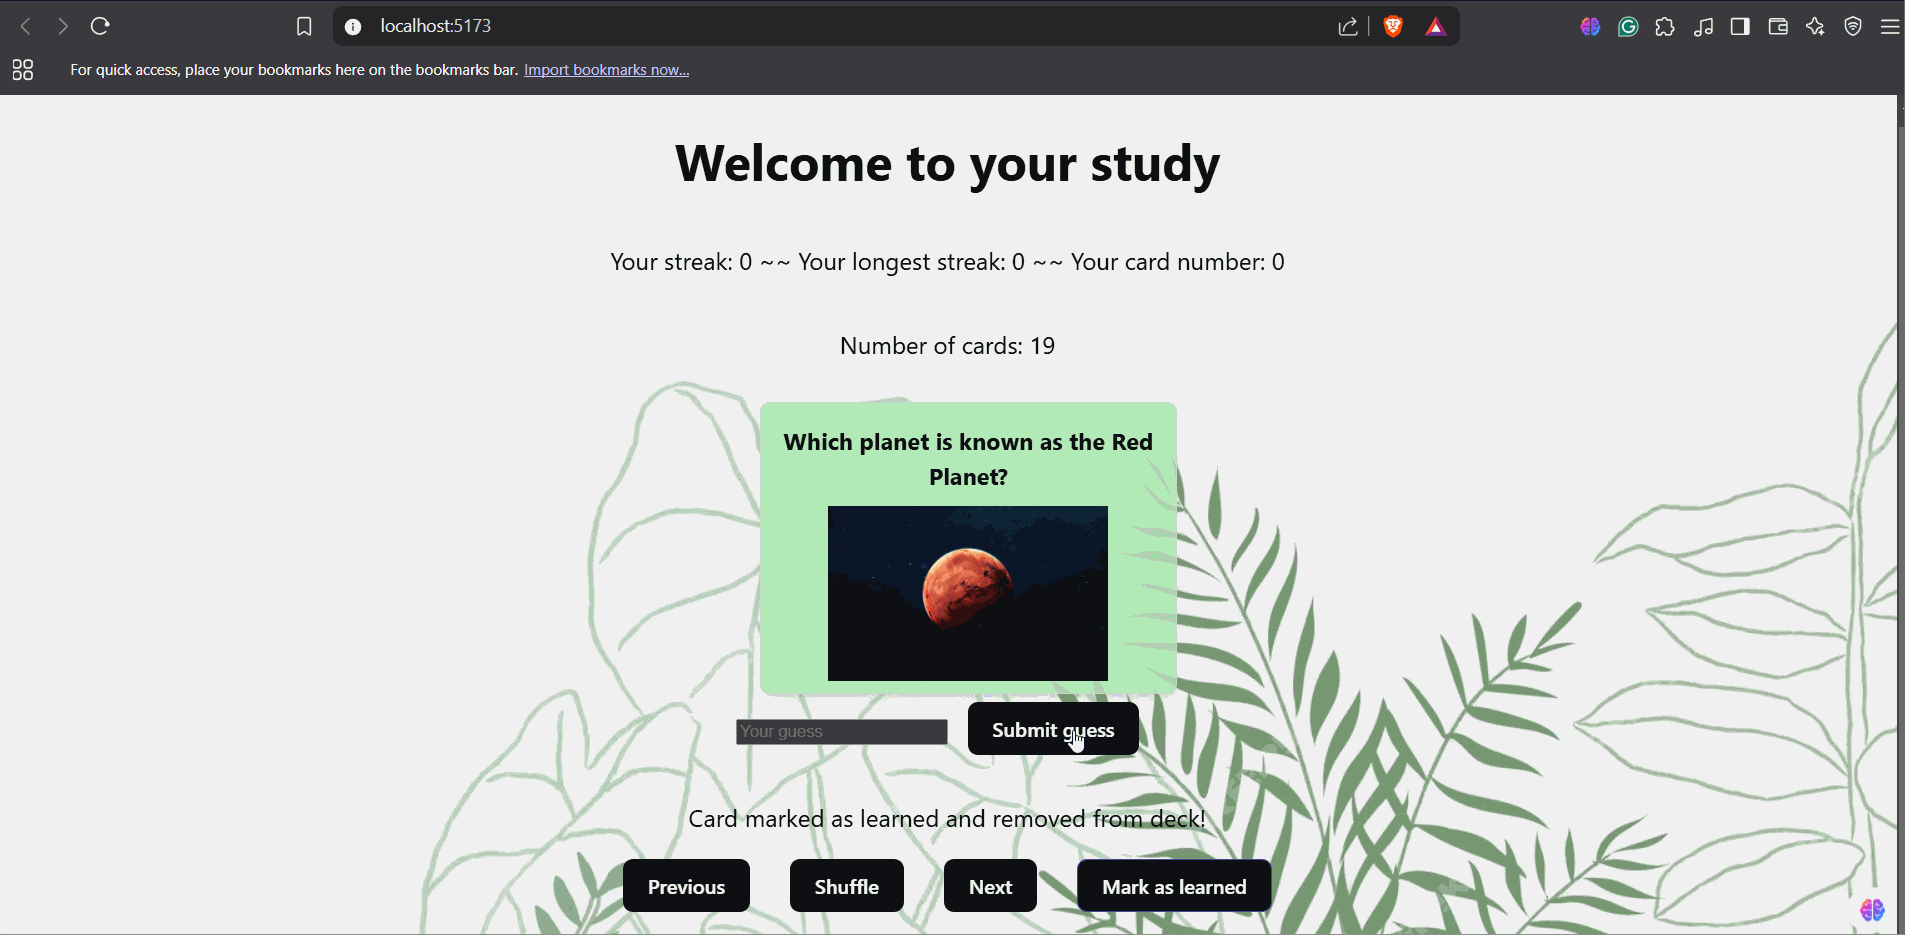 localhost:5173
For quick access, place your bookmarks here on the bookmarks bar. Import bookmarks now...
Welcome to your study
Your streak: 0 ~~ Your longest streak: 0 ~~ Your card number: 0
Number of cards: 19
Which planet is known as the Red
Planet?
Your guess
Submit guess
Card marked as learned and removed from deck!
Previous
Shuffle
Next
Mark as learned